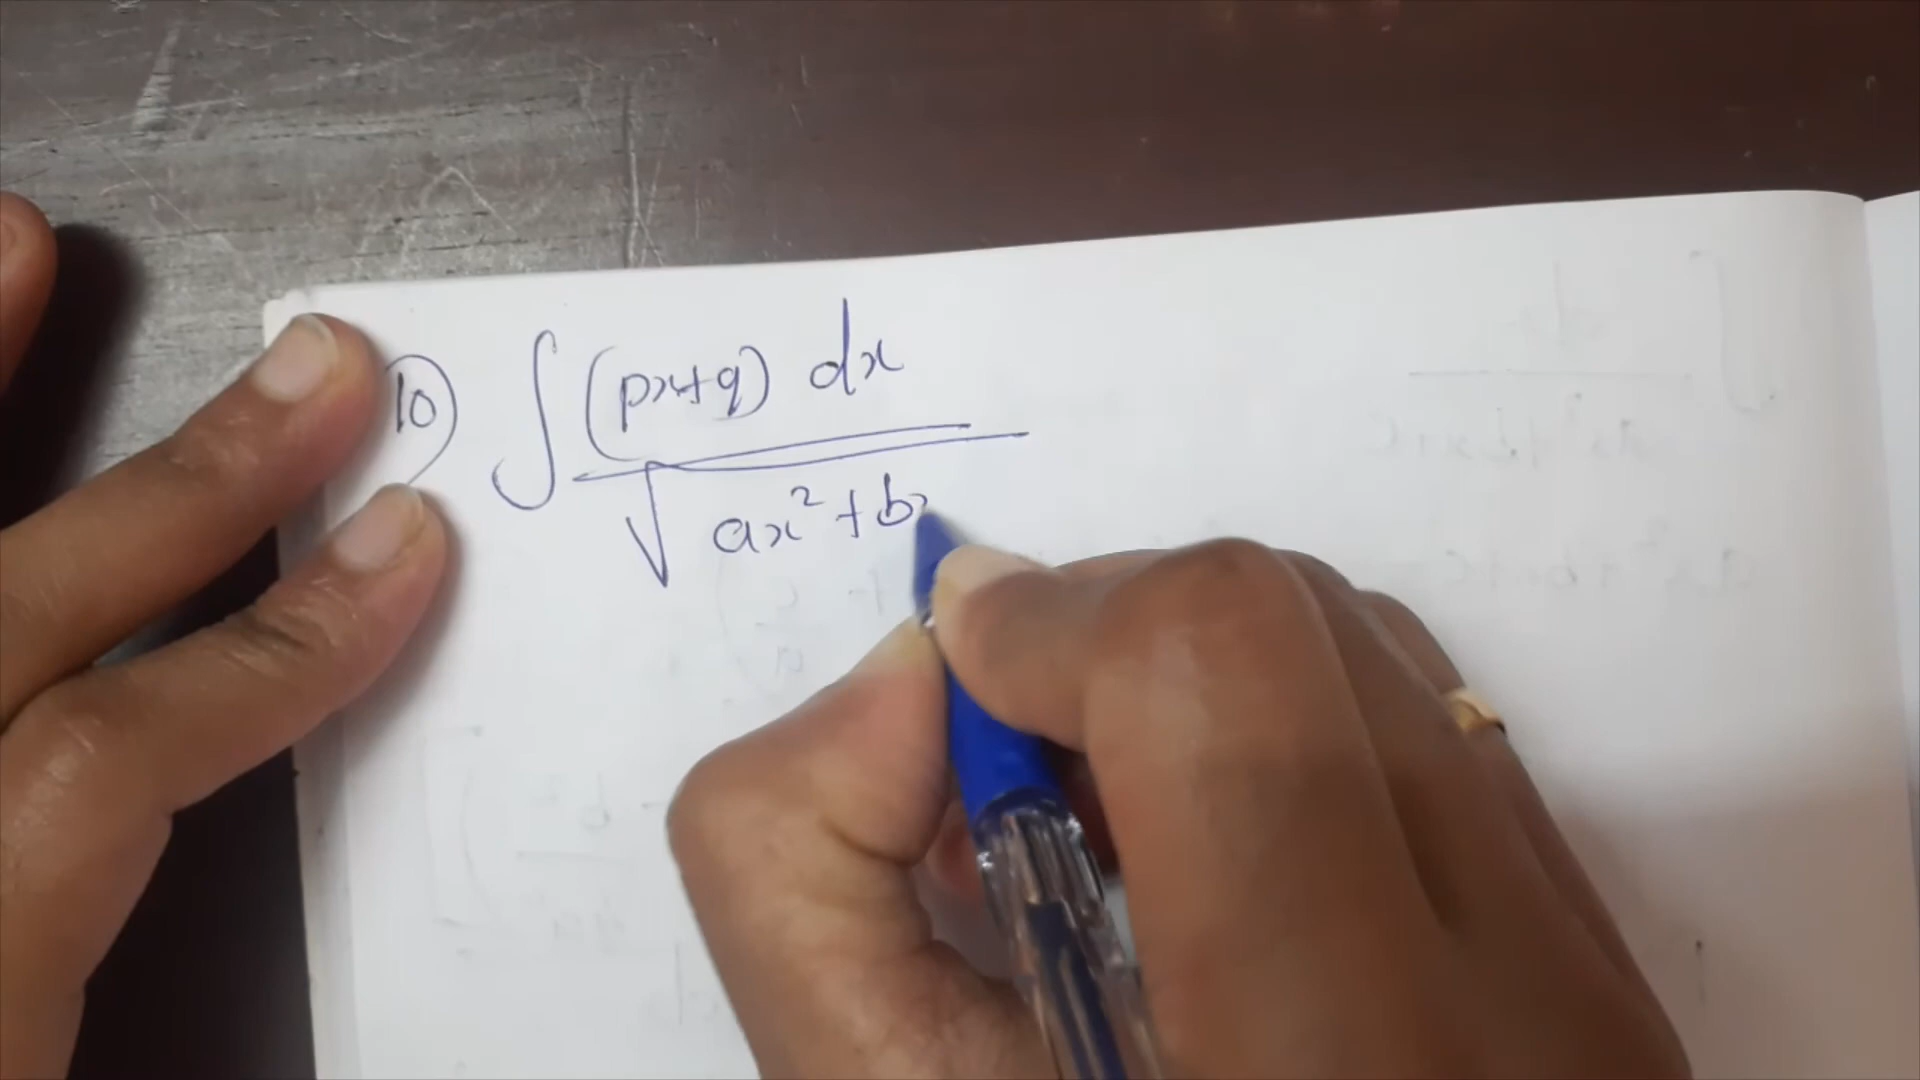 10) ∫ (px+q) dx
√ ax² + bx